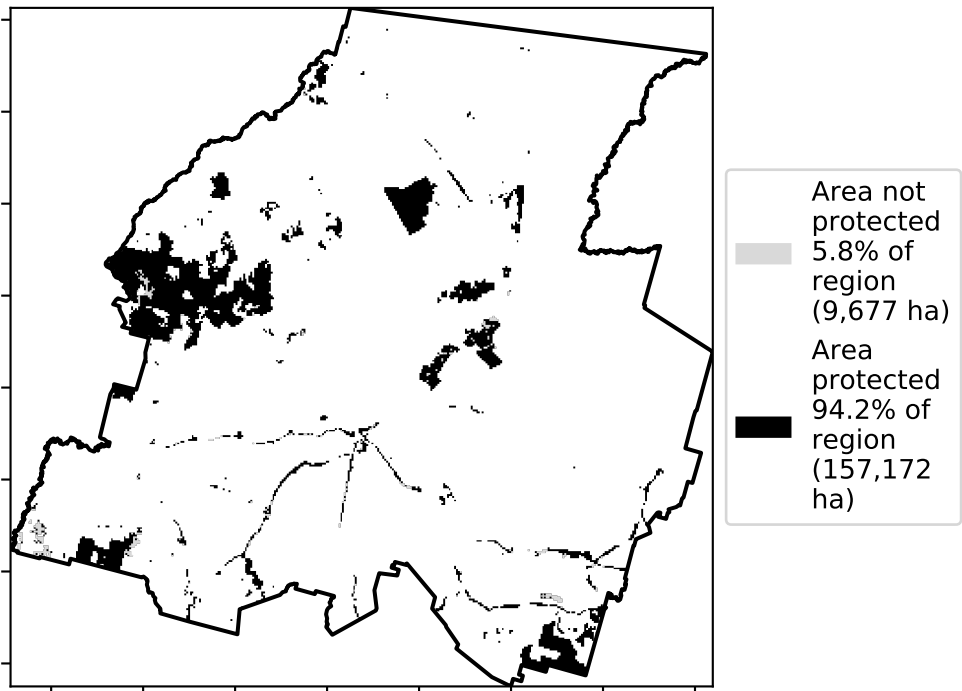 Area not
protected
5.8% of
region
(9,677 ha)
Area
protected
94.2% of
region
(157,172
ha)